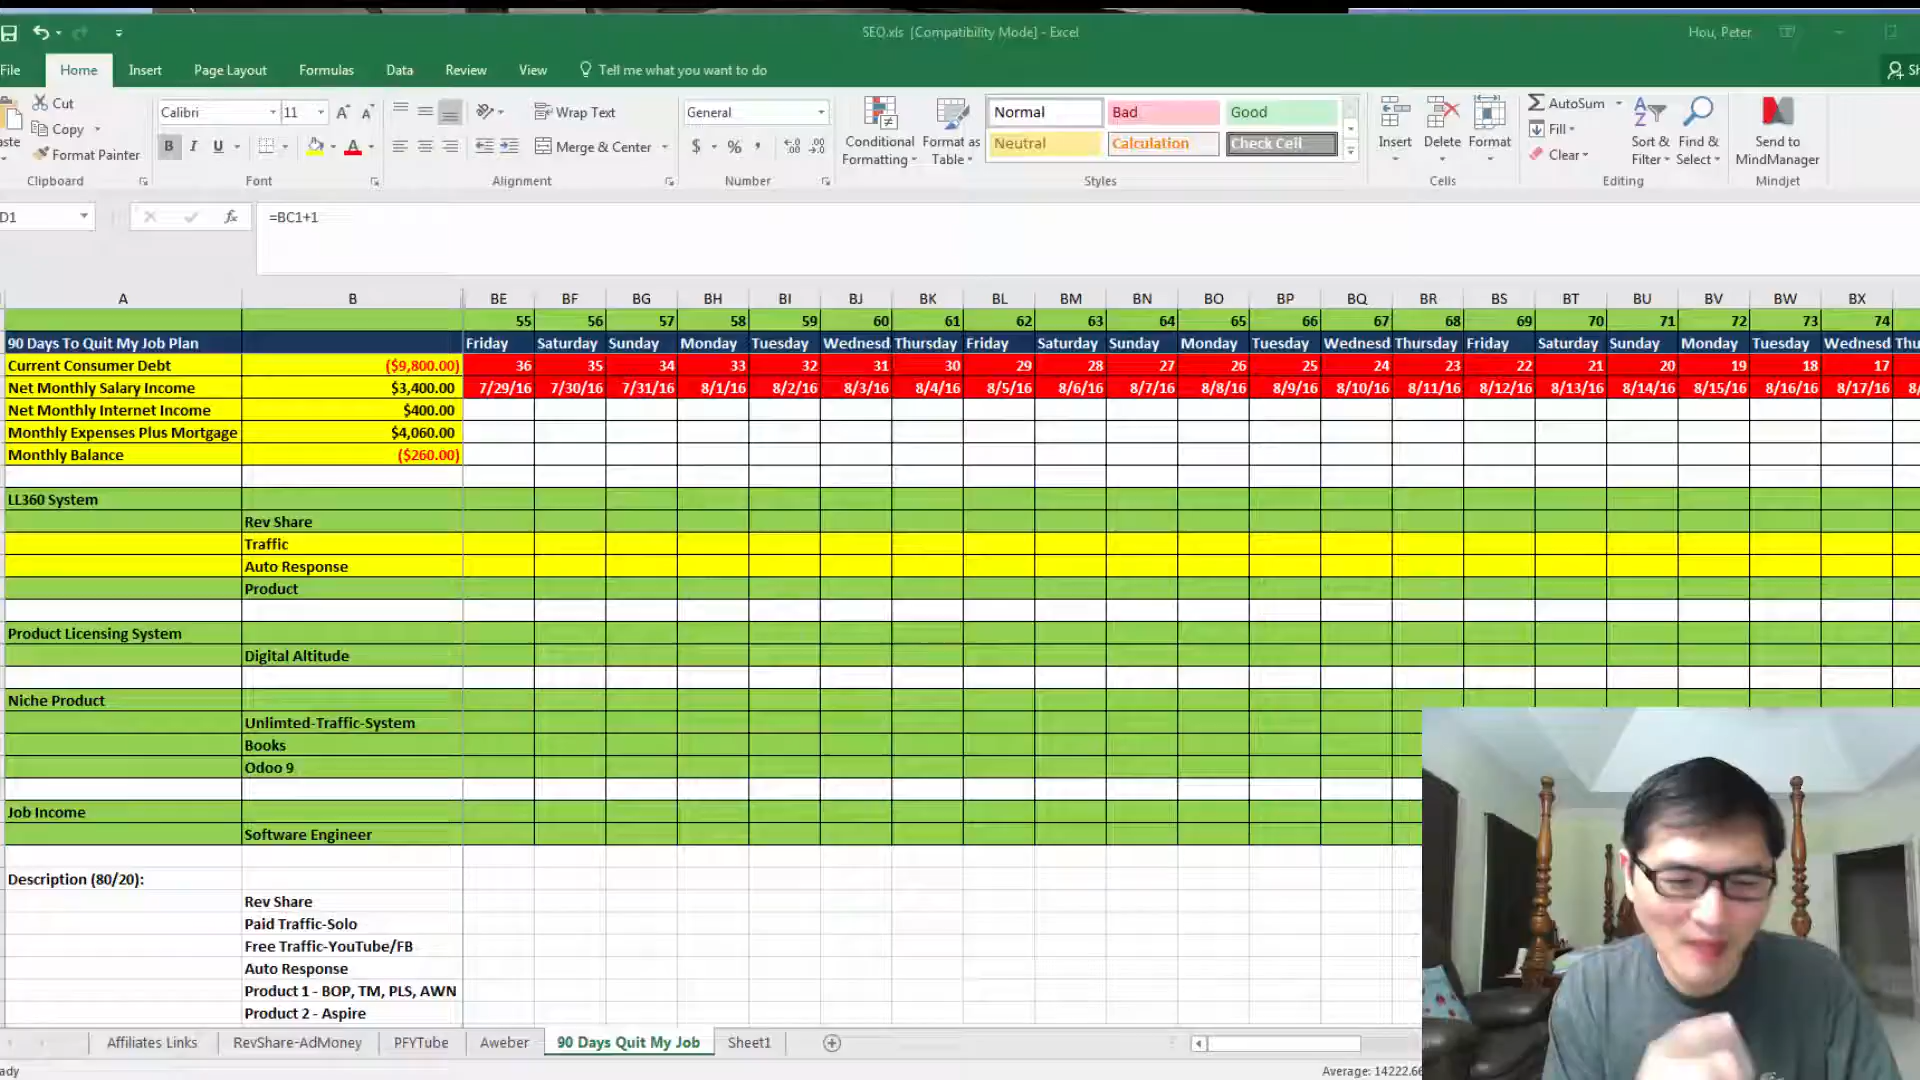 SEO.xls [Compatibility Mode] - Excel
Hou, Peter
File Home Insert Page Layout Formulas Data Review View Tell me what you want to do
Cut
Copy
Format Painter
Clipboard
Calibri 11
B I U
Font
Wrap Text
Merge & Center
Alignment
General
$ % ,
Number
Conditional Formatting
Format as Table
Normal Bad Good
Neutral Calculation Check Cell
Styles
Insert Delete Format
Cells
AutoSum
Fill
Clear
Sort & Filter
Find & Select
Editing
Send to MindManager
Mindjet
D1 fx =BC1+1
A B BE BF BG BH BI BJ BK BL BM BN BO BP BQ BR BS BT BU BV BW BX
55 56 57 58 59 60 61 62 63 64 65 66 67 68 69 70 71 72 73 74
90 Days To Quit My Job Plan Friday Saturday Sunday Monday Tuesday Wednesd Thursday Friday Saturday Sunday Monday Tuesday Wednesd Thursday Friday Saturday Sunday Monday Tuesday Wednesd Thu
Current Consumer Debt ($9,800.00) 36 35 34 33 32 31 30 29 28 27 26 25 24 23 22 21 20 19 18 17
Net Monthly Salary Income $3,400.00 7/29/16 7/30/16 7/31/16 8/1/16 8/2/16 8/3/16 8/4/16 8/5/16 8/6/16 8/7/16 8/8/16 8/9/16 8/10/16 8/11/16 8/12/16 8/13/16 8/14/16 8/15/16 8/16/16 8/17/16 8/
Net Monthly Internet Income $400.00
Monthly Expenses Plus Mortgage $4,060.00
Monthly Balance ($260.00)
LL360 System
Rev Share
Traffic
Auto Response
Product
Product Licensing System
Digital Altitude
Niche Product
Unlimted-Traffic-System
Books
Odoo 9
Job Income
Software Engineer
Description (80/20):
Rev Share
Paid Traffic-Solo
Free Traffic-YouTube/FB
Auto Response
Product 1 - BOP, TM, PLS, AWN
Product 2 - Aspire
Affiliates Links RevShare-AdMoney PFYTube Aweber 90 Days Quit My Job Sheet1
ady Average: 14222.66